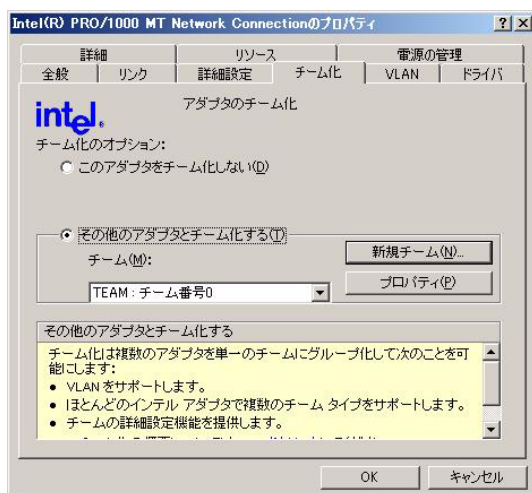 Intel(R) PRO/1000 MT Network Connectionのプロパティ
詳細 リソース 電源の管理
全般 リンク 詳細設定 チーム化 VLAN ドライバ
intel®
アダプタのチーム化
チーム化のオプション:
このアダプタをチーム化しない(D)
その他のアダプタとチーム化する(T)
チーム(M):
新規チーム(N)...
プロパティ(P)
TEAM : チーム番号0
その他のアダプタとチーム化する
チーム化は複数のアダプタを単一のチームにグループ化して次のことを可
能にします:
• VLAN をサポートします。
• ほとんどのインテル アダプタで複数のチーム タイプをサポートします。
• チームの詳細設定機能を提供します。
OK キャンセル